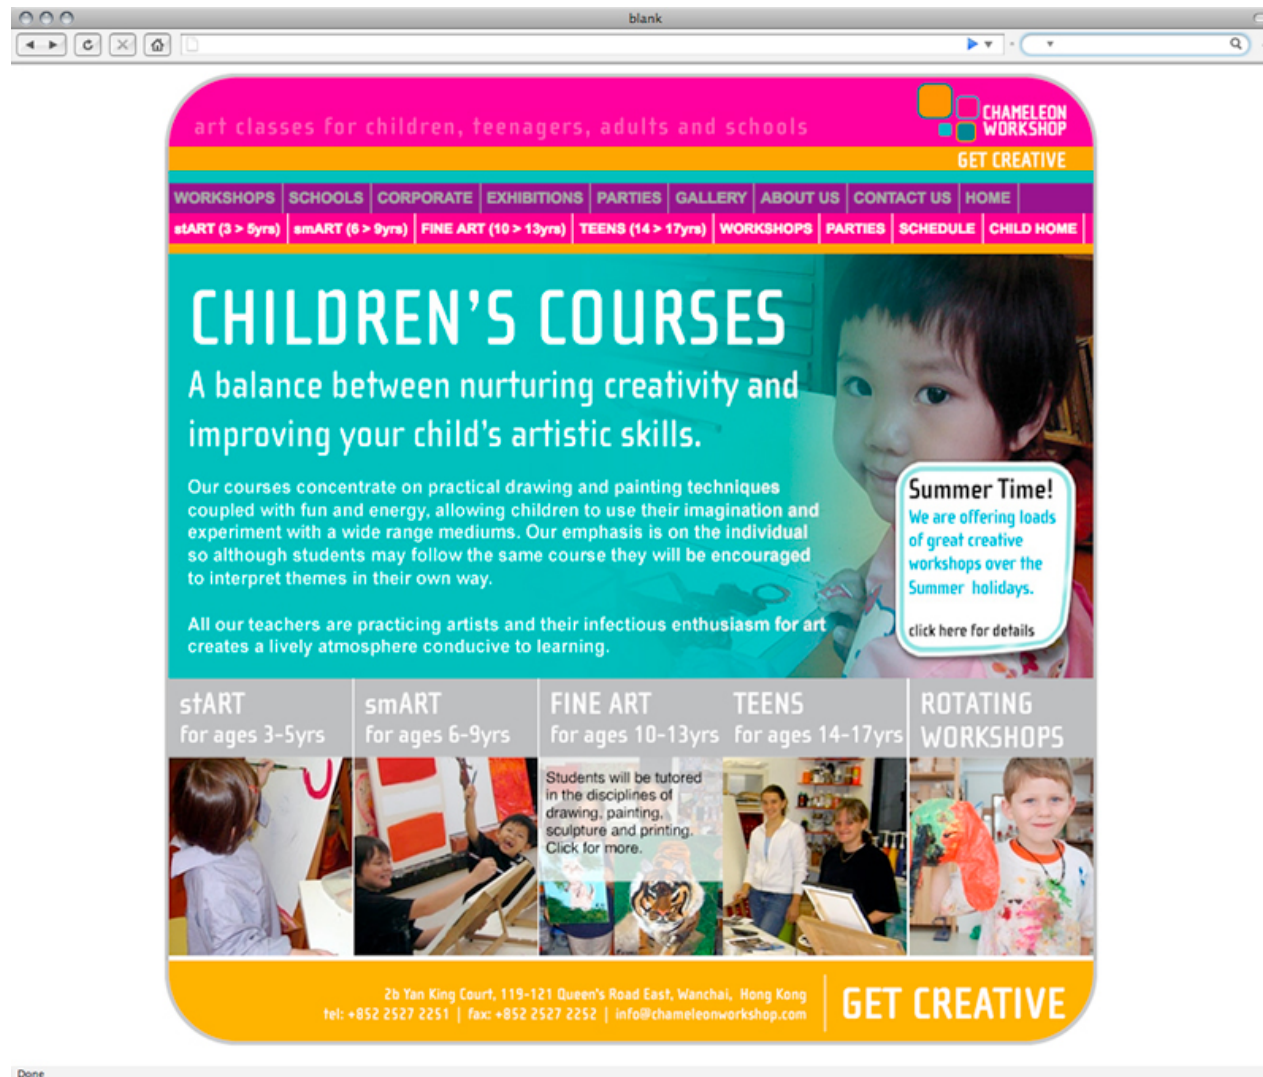 blank
art classes for children, teenagers, adults and schools
CHAMELEON
WORKSHOP
GET CREATIVE
WORKSHOPS SCHOOLS CORPORATE EXHIBITIONS PARTIES GALLERY ABOUT US CONTACT US HOME
stART (3 > 5yrs) smART (6 > 9yrs) FINE ART (10 > 13yrs) TEENS (14 > 17yrs) WORKSHOPS PARTIES SCHEDULE CHILD HOME
CHILDREN'S COURSES
A balance between nurturing creativity and
improving your child's artistic skills.
Our courses concentrate on practical drawing and painting techniques
coupled with fun and energy, allowing children to use their imagination and
experiment with a wide range mediums. Our emphasis is on the individual
so although students may follow the same course they will be encouraged
to interpret themes in their own way.
All our teachers are practicing artists and their infectious enthusiasm for art
creates a lively atmosphere conducive to learning.
Summer Time!
We are offering loads
of great creative
workshops over the
Summer holidays.
click here for details
stART
for ages 3-5yrs
smART
for ages 6-9yrs
FINE ART
for ages 10-13yrs
TEENS
for ages 14-17yrs
ROTATING
WORKSHOPS
Students will be tutored
in the disciplines of
drawing, painting,
sculpture and printing.
Click for more.
2b Yan King Court, 119-121 Queen's Road East, Wanchai, Hong Kong
tel: +852 2527 2251 | fax: +852 2527 2252 | info@chameleonworkshop.com
GET CREATIVE
Done